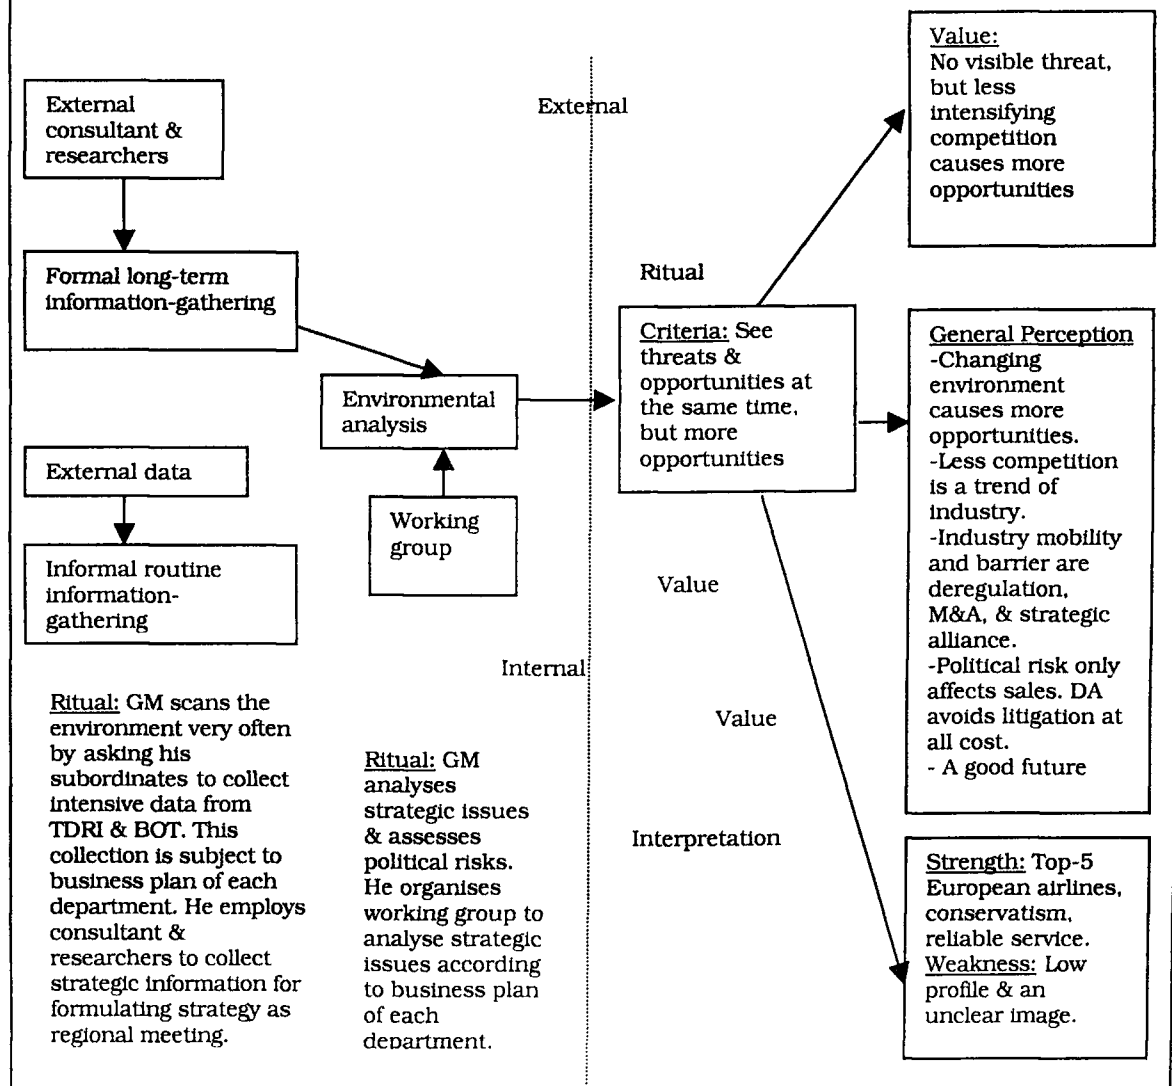 External
consultant &
researchers
Formal long-term
information-gathering
External data
Informal routine
information-
gathering
Environmental
analysis
Working
group
External
Internal
Ritual: GM scans the
environment very often
by asking his
subordinates to collect
intensive data from
TDRI & BOT. This
collection is subject to
business plan of each
department. He employs
consultant &
researchers to collect
strategic information for
formulating strategy as
regional meeting.
Ritual: GM
analyses
strategic issues
& assesses
political risks.
He organises
working group to
analyse strategic
issues according
to business plan
of each
department.
Ritual
Criteria: See
threats &
opportunities at
the same time,
but more
opportunities
Value
Value
Interpretation
Value:
No visible threat,
but less
intensifying
competition
causes more
opportunities
General Perception
-Changing
environment
causes more
opportunities.
-Less competition
is a trend of
industry.
-Industry mobility
and barrier are
deregulation,
M&A, & strategic
alliance.
-Political risk only
affects sales. DA
avoids litigation at
all cost.
- A good future
Strength: Top-5
European airlines,
conservatism,
reliable service.
Weakness: Low
profile & an
unclear image.